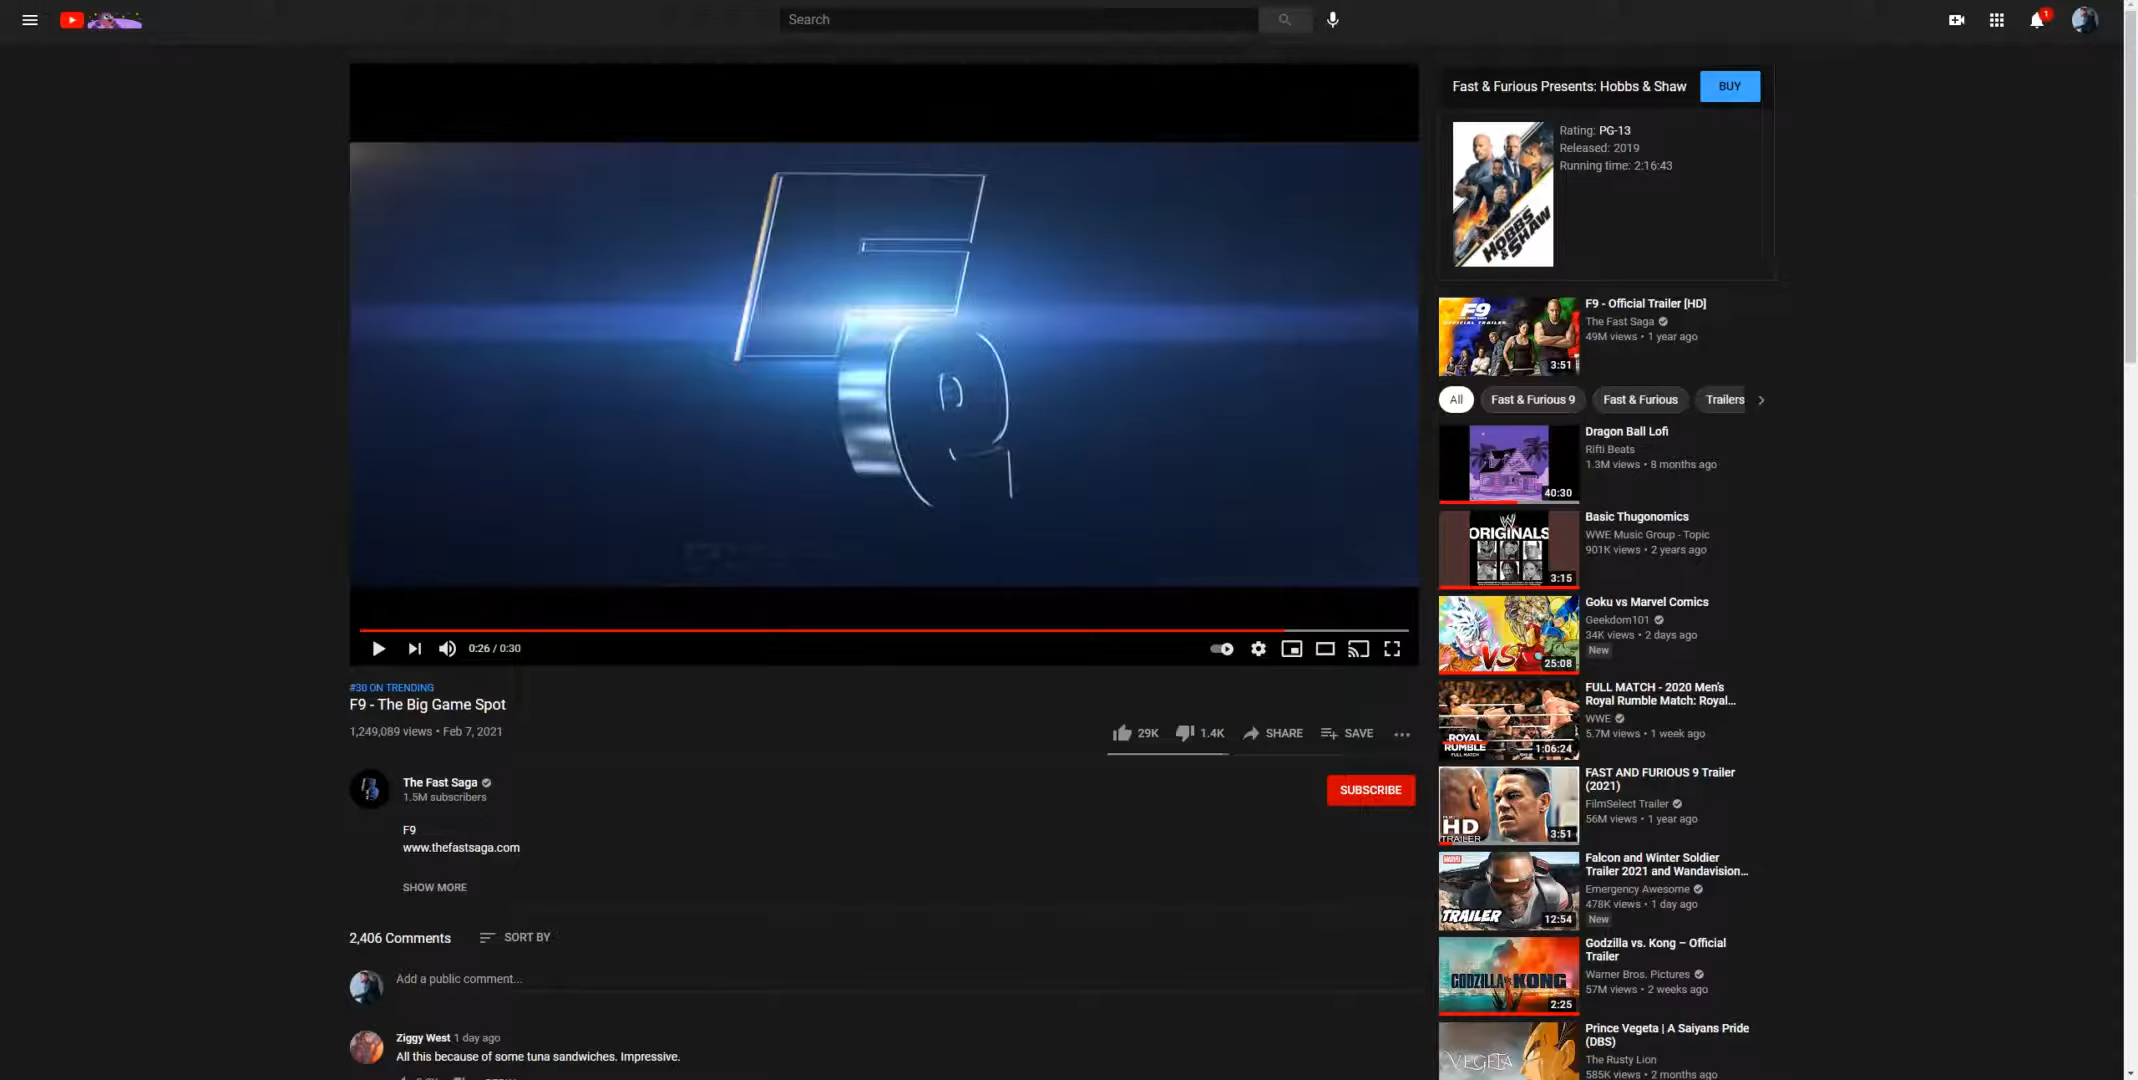 Search
1
Fast & Furious Presents: Hobbs & Shaw
BUY
Rating: PG-13
Released: 2019
Running time: 2:16:43
HOBBS
& SHAW
0:26 / 0:30
#30 ON TRENDING
F9 - The Big Game Spot
1,249,089 views • Feb 7, 2021
29K
1.4K
SHARE
SAVE
The Fast Saga
1.5M subscribers
SUBSCRIBE
F9
www.thefastsaga.com
SHOW MORE
2,406 Comments
SORT BY
Add a public comment...
Ziggy West 1 day ago
All this because of some tuna sandwiches. Impressive.
F9
OFFICIAL TRAILER
3:51
F9 - Official Trailer [HD]
The Fast Saga
49M views • 1 year ago
All
Fast & Furious 9
Fast & Furious
Trailers
40:30
Dragon Ball Lofi
Rifti Beats
1.3M views • 8 months ago
ORIGINALS
3:15
Basic Thugonomics
WWE Music Group - Topic
901K views • 2 years ago
VS
25:08
Goku vs Marvel Comics
Geekdom101
34K views • 2 days ago
New
ROYAL
RUMBLE
FULL MATCH
1:06:24
FULL MATCH - 2020 Men's
Royal Rumble Match: Royal...
WWE
5.7M views • 1 week ago
HD
TRAILER
3:51
FAST AND FURIOUS 9 Trailer
(2021)
FilmSelect Trailer
56M views • 1 year ago
MARVEL
TRAILER
12:54
Falcon and Winter Soldier
Trailer 2021 and Wandavision...
Emergency Awesome
478K views • 1 day ago
New
GODZILLA VS KONG
2:25
Godzilla vs. Kong – Official
Trailer
Warner Bros. Pictures
57M views • 2 weeks ago
VEGETA
Prince Vegeta | A Saiyans Pride
(DBS)
The Rusty Lion
585K views • 2 months ago